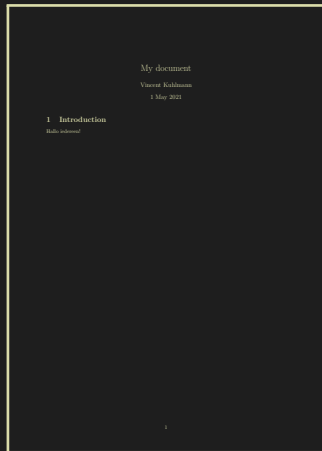 My document
Vincent Kuhlmann
1 May 2021
1 Introduction
Hallo iedereen!
1